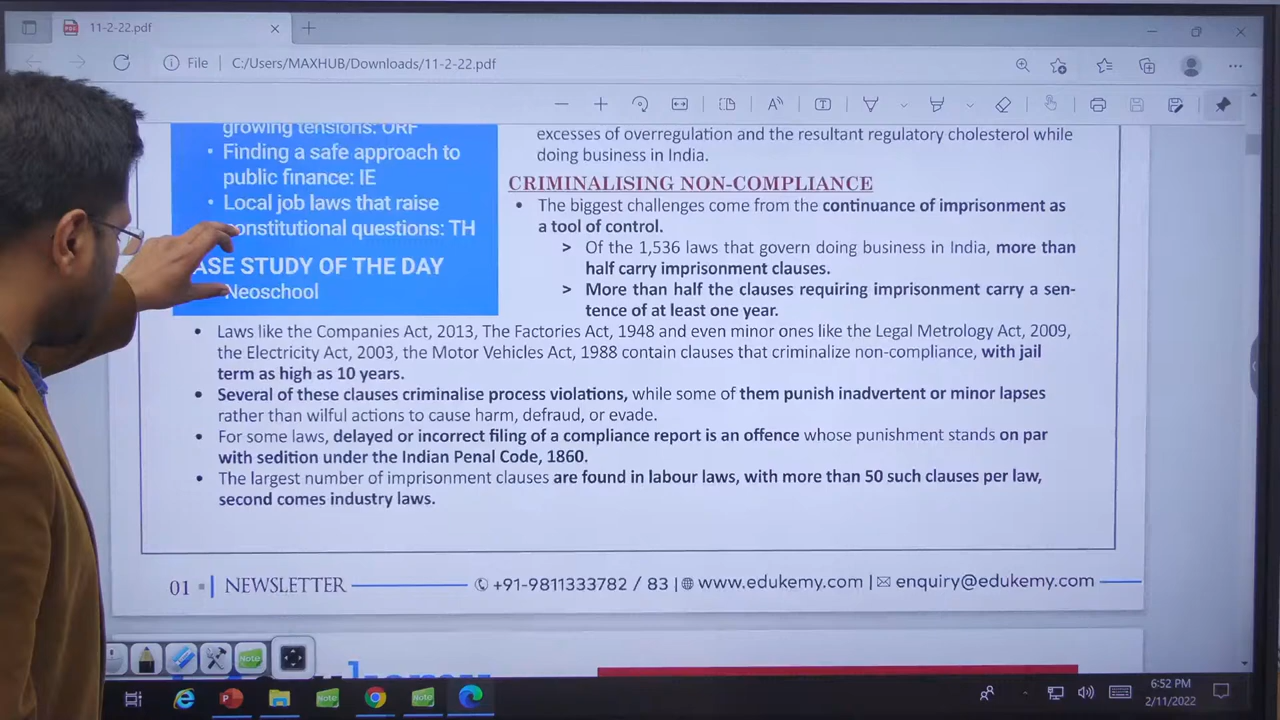 11-2-22.pdf
File C:/Users/MAXHUB/Downloads/11-2-22.pdf
growing tensions: ORF
• Finding a safe approach to
public finance: IE
• Local job laws that raise
onstitutional questions: TH
ASE STUDY OF THE DAY
Neoschool
excesses of overregulation and the resultant regulatory cholesterol while
doing business in India.
CRIMINALISING NON-COMPLIANCE
• The biggest challenges come from the continuance of imprisonment as
a tool of control.
> Of the 1,536 laws that govern doing business in India, more than
half carry imprisonment clauses.
> More than half the clauses requiring imprisonment carry a sen-
tence of at least one year.
• Laws like the Companies Act, 2013, The Factories Act, 1948 and even minor ones like the Legal Metrology Act, 2009,
the Electricity Act, 2003, the Motor Vehicles Act, 1988 contain clauses that criminalize non-compliance, with jail
term as high as 10 years.
• Several of these clauses criminalise process violations, while some of them punish inadvertent or minor lapses
rather than wilful actions to cause harm, defraud, or evade.
• For some laws, delayed or incorrect filing of a compliance report is an offence whose punishment stands on par
with sedition under the Indian Penal Code, 1860.
• The largest number of imprisonment clauses are found in labour laws, with more than 50 such clauses per law,
second comes industry laws.
01 NEWSLETTER +91-9811333782 / 83 | www.edukemy.com | enquiry@edukemy.com
Note
Note
Note
6:52 PM
2/11/2022